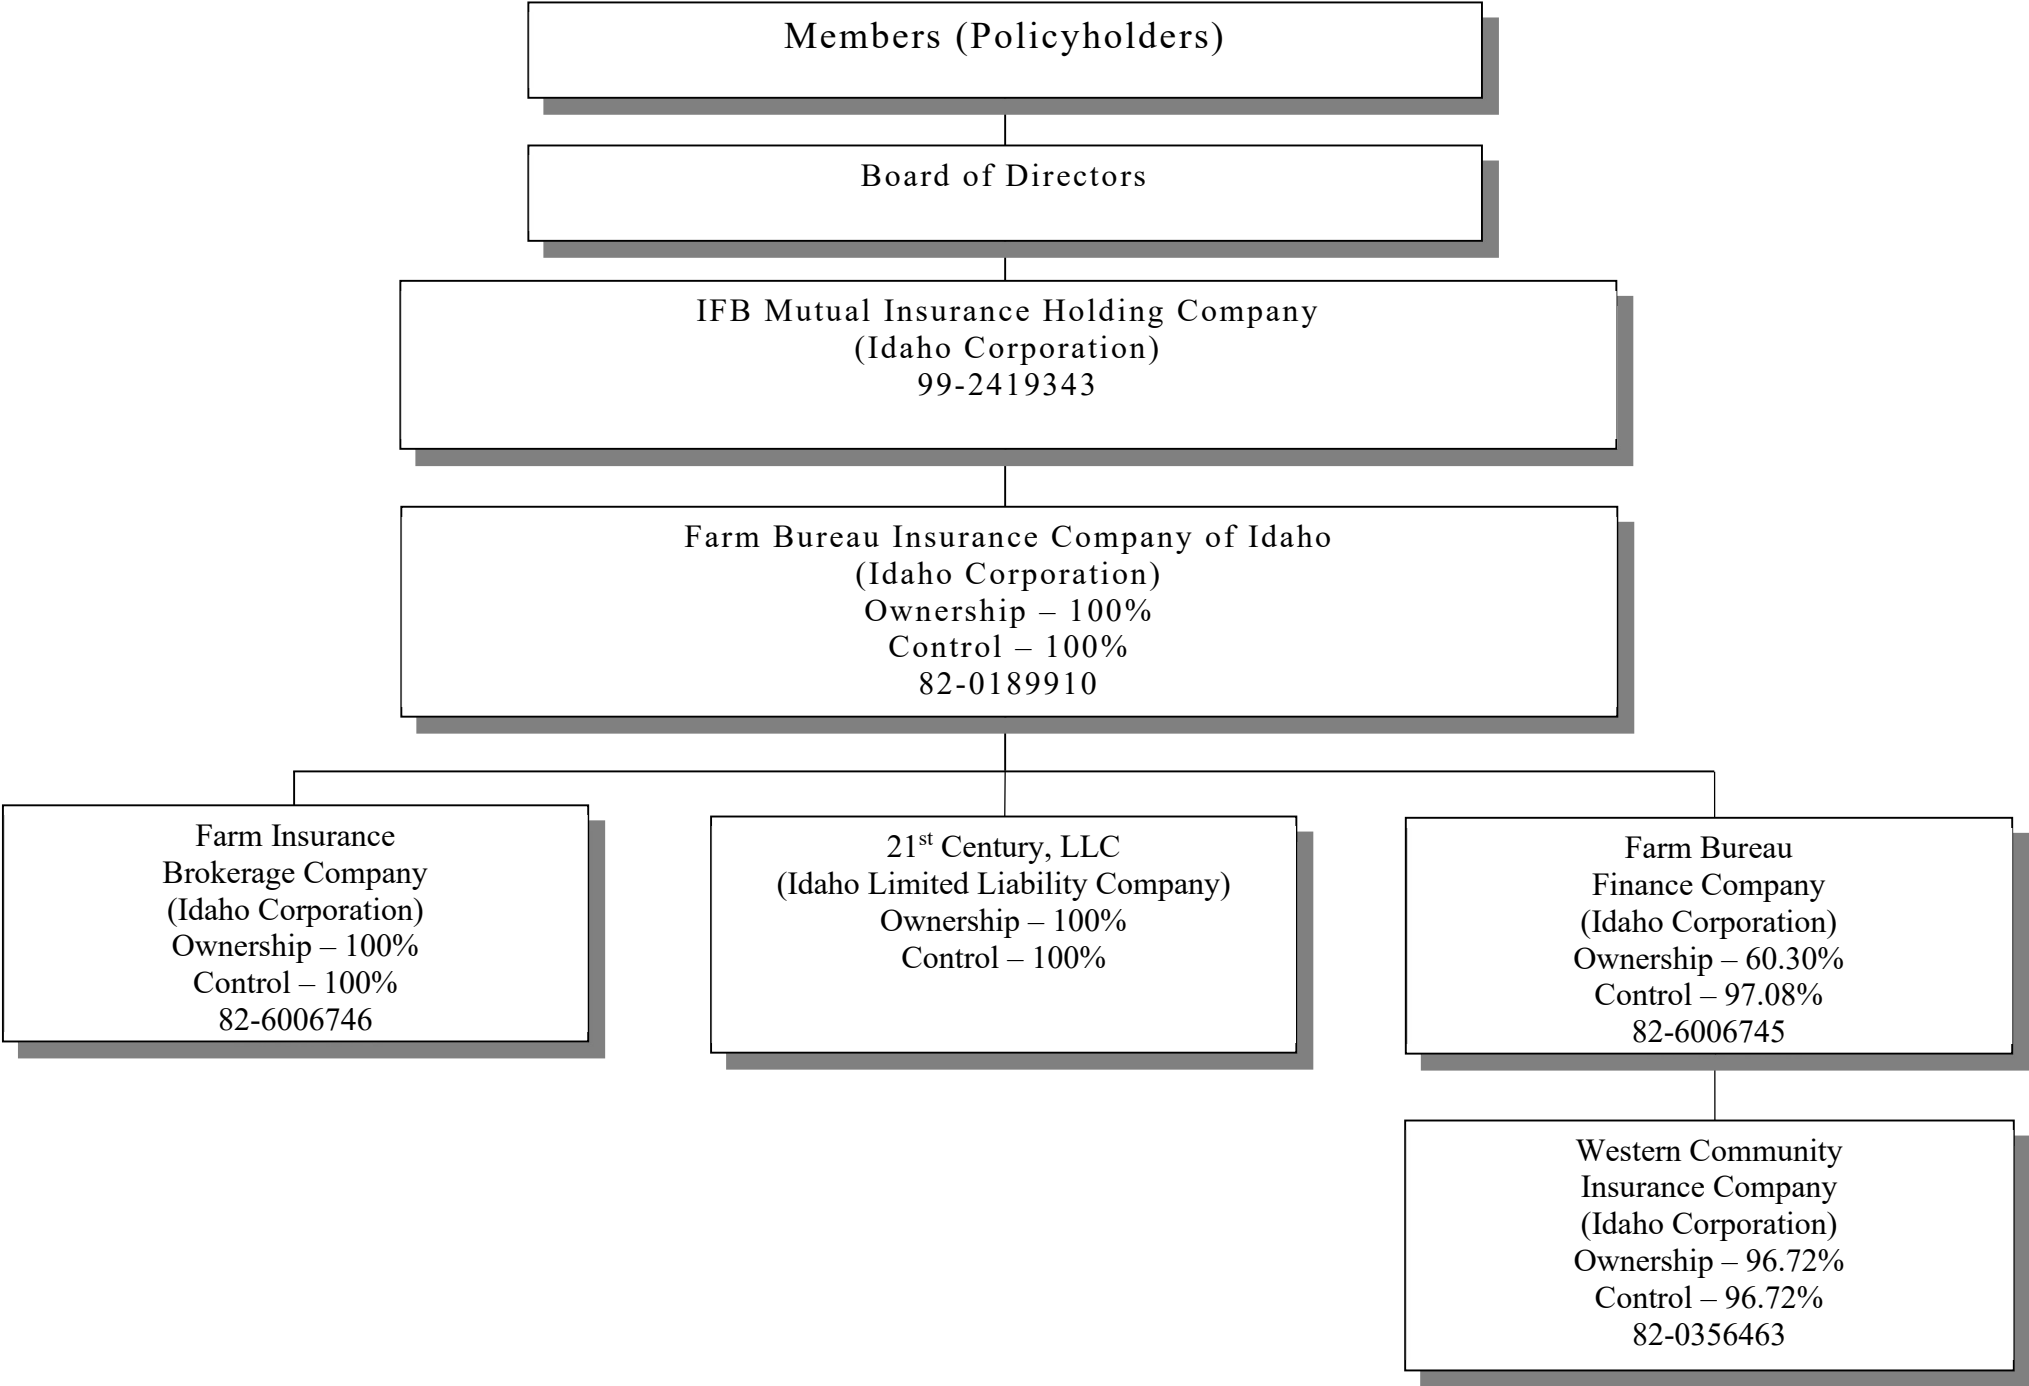 Members (Policyholders)
Board of Directors
IFB Mutual Insurance Holding Company
(Idaho Corporation)
99-2419343
Farm Bureau Insurance Company of Idaho
(Idaho Corporation)
Ownership – 100%
Control – 100%
82-0189910
Farm Insurance
Brokerage Company
(Idaho Corporation)
Ownership – 100%
Control – 100%
82-6006746
21st Century, LLC
(Idaho Limited Liability Company)
Ownership – 100%
Control – 100%
Farm Bureau
Finance Company
(Idaho Corporation)
Ownership – 60.30%
Control – 97.08%
82-6006745
Western Community
Insurance Company
(Idaho Corporation)
Ownership – 96.72%
Control – 96.72%
82-0356463